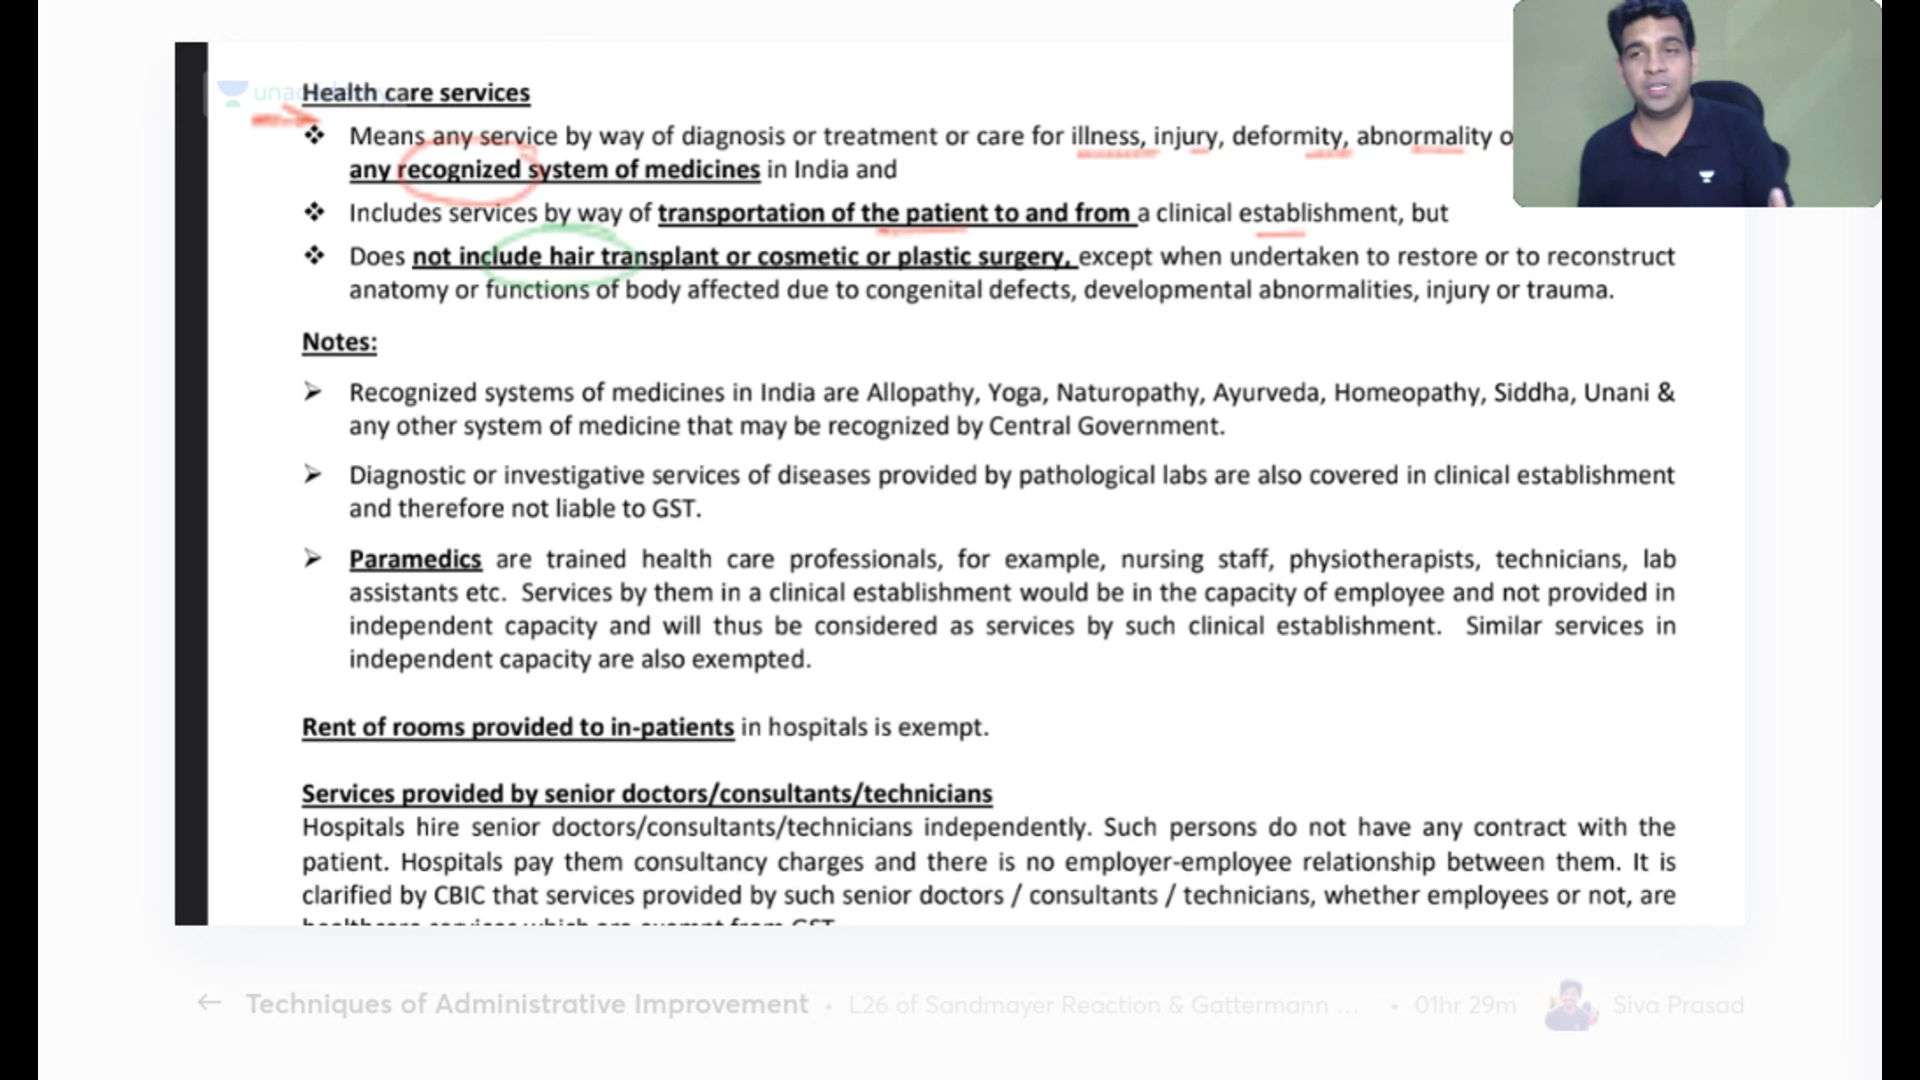 unacademy
Health care services
❖ Means any service by way of diagnosis or treatment or care for illness, injury, deformity, abnormality o
any recognized system of medicines in India and
❖ Includes services by way of transportation of the patient to and from a clinical establishment, but
❖ Does not include hair transplant or cosmetic or plastic surgery, except when undertaken to restore or to reconstruct
anatomy or functions of body affected due to congenital defects, developmental abnormalities, injury or trauma.
Notes:
➢ Recognized systems of medicines in India are Allopathy, Yoga, Naturopathy, Ayurveda, Homeopathy, Siddha, Unani &
any other system of medicine that may be recognized by Central Government.
➢ Diagnostic or investigative services of diseases provided by pathological labs are also covered in clinical establishment
and therefore not liable to GST.
➢ Paramedics are trained health care professionals, for example, nursing staff, physiotherapists, technicians, lab
assistants etc. Services by them in a clinical establishment would be in the capacity of employee and not provided in
independent capacity and will thus be considered as services by such clinical establishment. Similar services in
independent capacity are also exempted.
Rent of rooms provided to in-patients in hospitals is exempt.
Services provided by senior doctors/consultants/technicians
Hospitals hire senior doctors/consultants/technicians independently. Such persons do not have any contract with the
patient. Hospitals pay them consultancy charges and there is no employer-employee relationship between them. It is
clarified by CBIC that services provided by such senior doctors / consultants / technicians, whether employees or not, are
healthcare services which are exempt from GST
← Techniques of Administrative Improvement • L26 of Sandmayer Reaction & Gattermann ... • 01hr 29m Siva Prasad